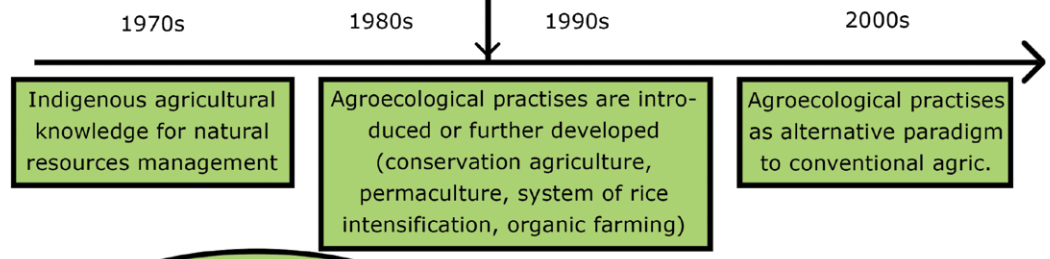 1970s
1980s
1990s
2000s
Indigenous agricultural
knowledge for natural
resources management
Agroecological practises are intro-
duced or further developed
(conservation agriculture,
permaculture, system of rice
intensification, organic farming)
Agroecological practises
as alternative paradigm
to conventional agric.